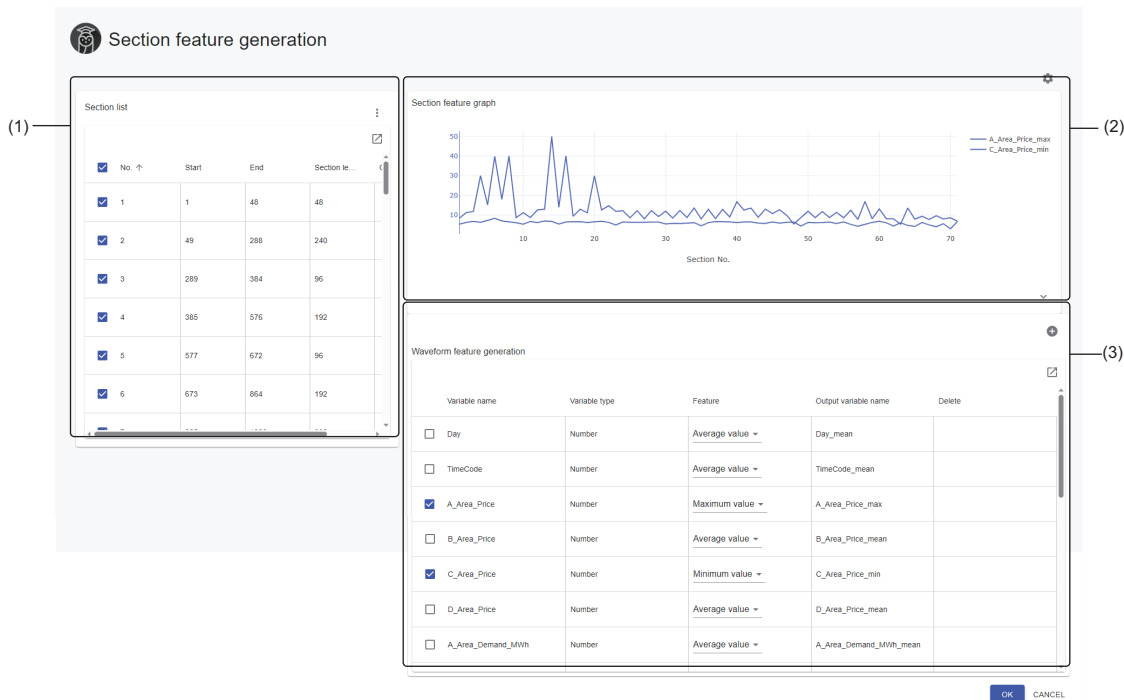 Section feature generation
(1)
Section list
No. ↑ Start End Section le...
1 1 48 48
2 49 288 240
3 289 384 96
4 385 576 192
5 577 672 96
6 673 864 192
(2)
Section feature graph
A_Area_Price_max
C_Area_Price_min
50
40
30
20
10
10 20 30 40 50 60 70
Section No.
(3)
Waveform feature generation
Variable name Variable type Feature Output variable name Delete
Day Number Average value Day_mean
TimeCode Number Average value TimeCode_mean
A_Area_Price Number Maximum value A_Area_Price_max
B_Area_Price Number Average value B_Area_Price_mean
C_Area_Price Number Minimum value C_Area_Price_min
D_Area_Price Number Average value D_Area_Price_mean
A_Area_Demand_MWh Number Average value A_Area_Demand_MWh_mean
OK CANCEL